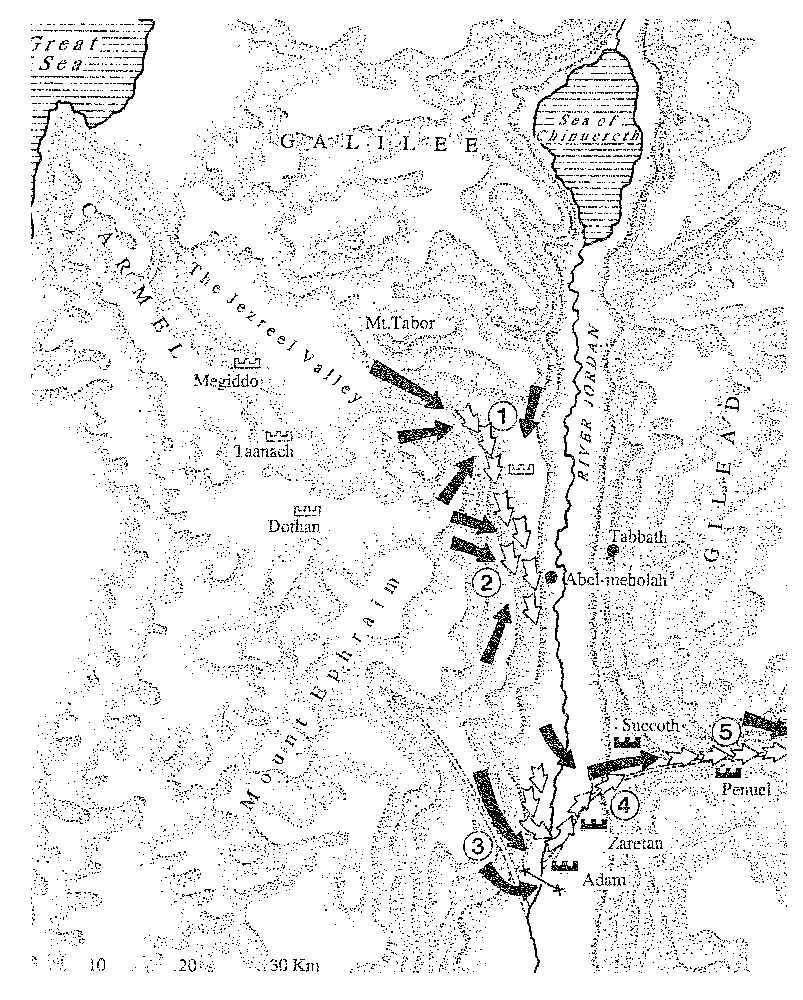 Great
Sea
Sea of
Chinnereth
GALILEE
CARMEL
The Jezreel Valley
Mt.Tabor
Megiddo
RIVER JORDAN
GILEAD
1
Taanach
Dothan
Tabbath
2
Abel-meholah
Mount Ephraim
Succoth
5
Penuel
4
3
Zaretan
Adam
10 20 30 Km